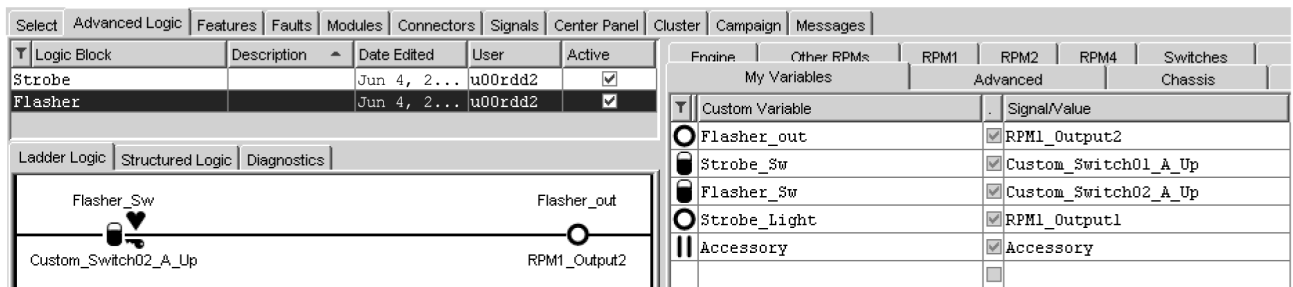 Select Advanced Logic Features Faults Modules Connectors Signals Center Panel Cluster Campaign Messages
Logic Block Description Date Edited User Active
Strobe Jun 4, 2... u00rdd2
Flasher Jun 4, 2... u00rdd2
Ladder Logic Structured Logic Diagnostics
Flasher_Sw Flasher_out
Custom_Switch02_A_Up RPM1_Output2
Engine Other RPMs RPM1 RPM2 RPM4 Switches
My Variables Advanced Chassis
Custom Variable . Signal/Value
Flasher_out RPM1_Output2
Strobe_Sw Custom_Switch01_A_Up
Flasher_Sw Custom_Switch02_A_Up
Strobe_Light RPM1_Output1
Accessory Accessory